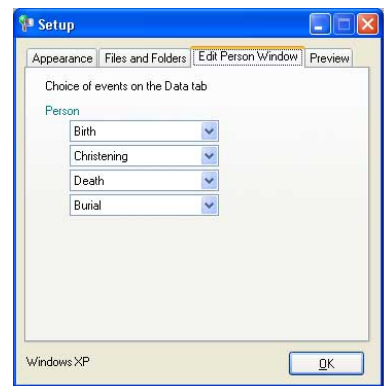 Setup
Appearance Files and Folders Edit Person Window Preview
Choice of events on the Data tab
Person
Birth
Christening
Death
Burial
Windows XP OK